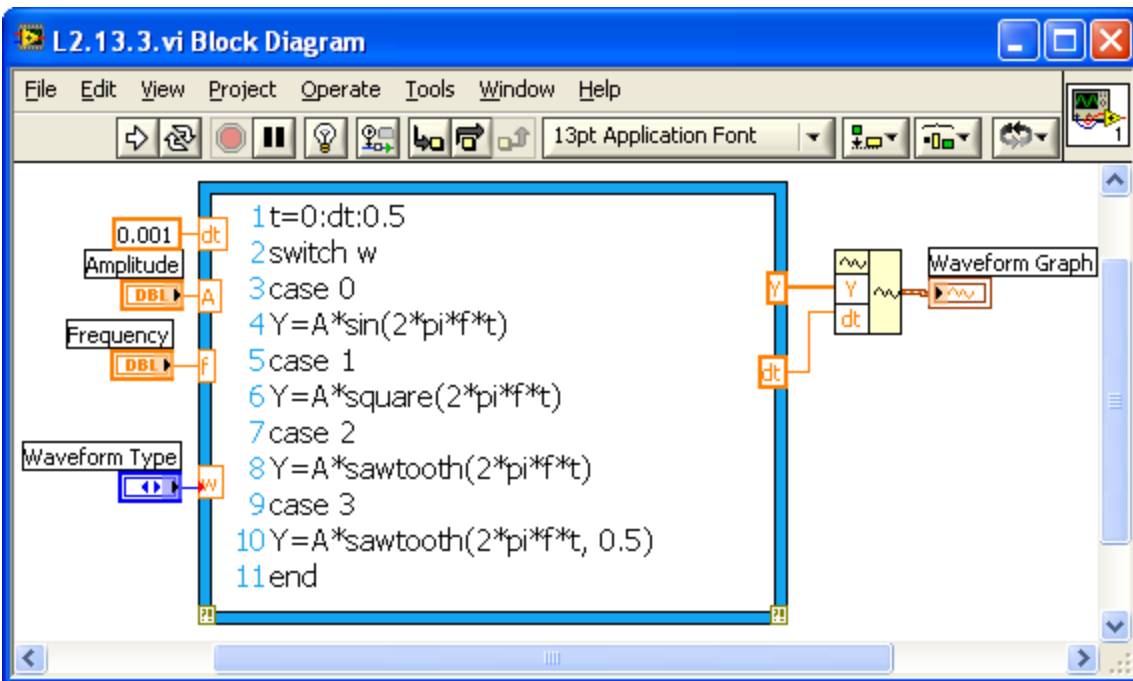 L2.13.3.vi Block Diagram
File Edit View Project Operate Tools Window Help
13pt Application Font
1
0.001
dt
Amplitude
DBL
A
Frequency
DBL
f
Waveform Type
w
1 t=0:dt:0.5
2 switch w
3 case 0
4 Y=A*sin(2*pi*f*t)
5 case 1
6 Y=A*square(2*pi*f*t)
7 case 2
8 Y=A*sawtooth(2*pi*f*t)
9 case 3
10 Y=A*sawtooth(2*pi*f*t, 0.5)
11 end
?!
?!
Y
dt
Y
dt
Waveform Graph